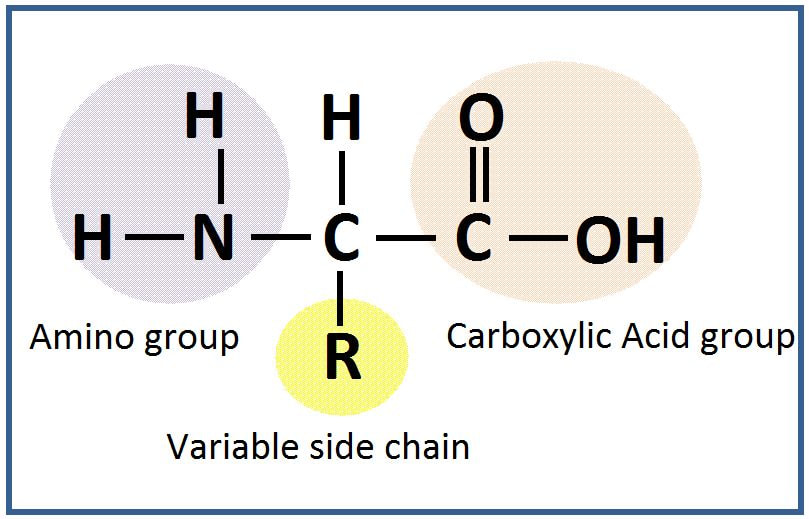 H H O
H N C C OH
Amino group Carboxylic Acid group
R
Variable side chain